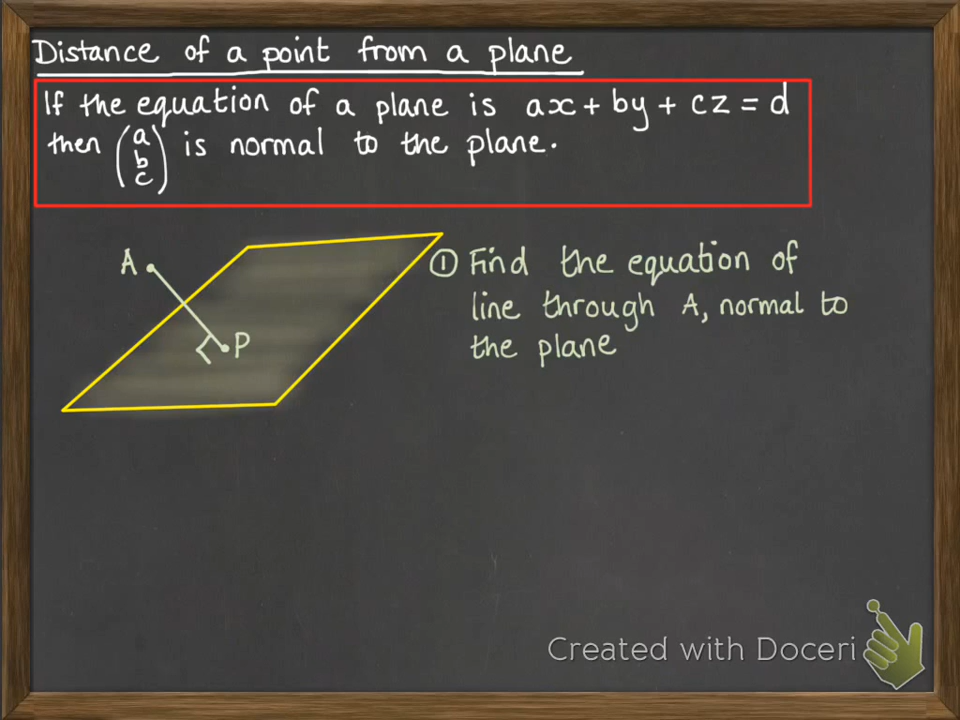 Distance of a point from a plane
If the equation of a plane is ax + by + cz = d
then (a b c) is normal to the plane.
A
P
① Find the equation of
line through A, normal to
the plane
Created with Doceri